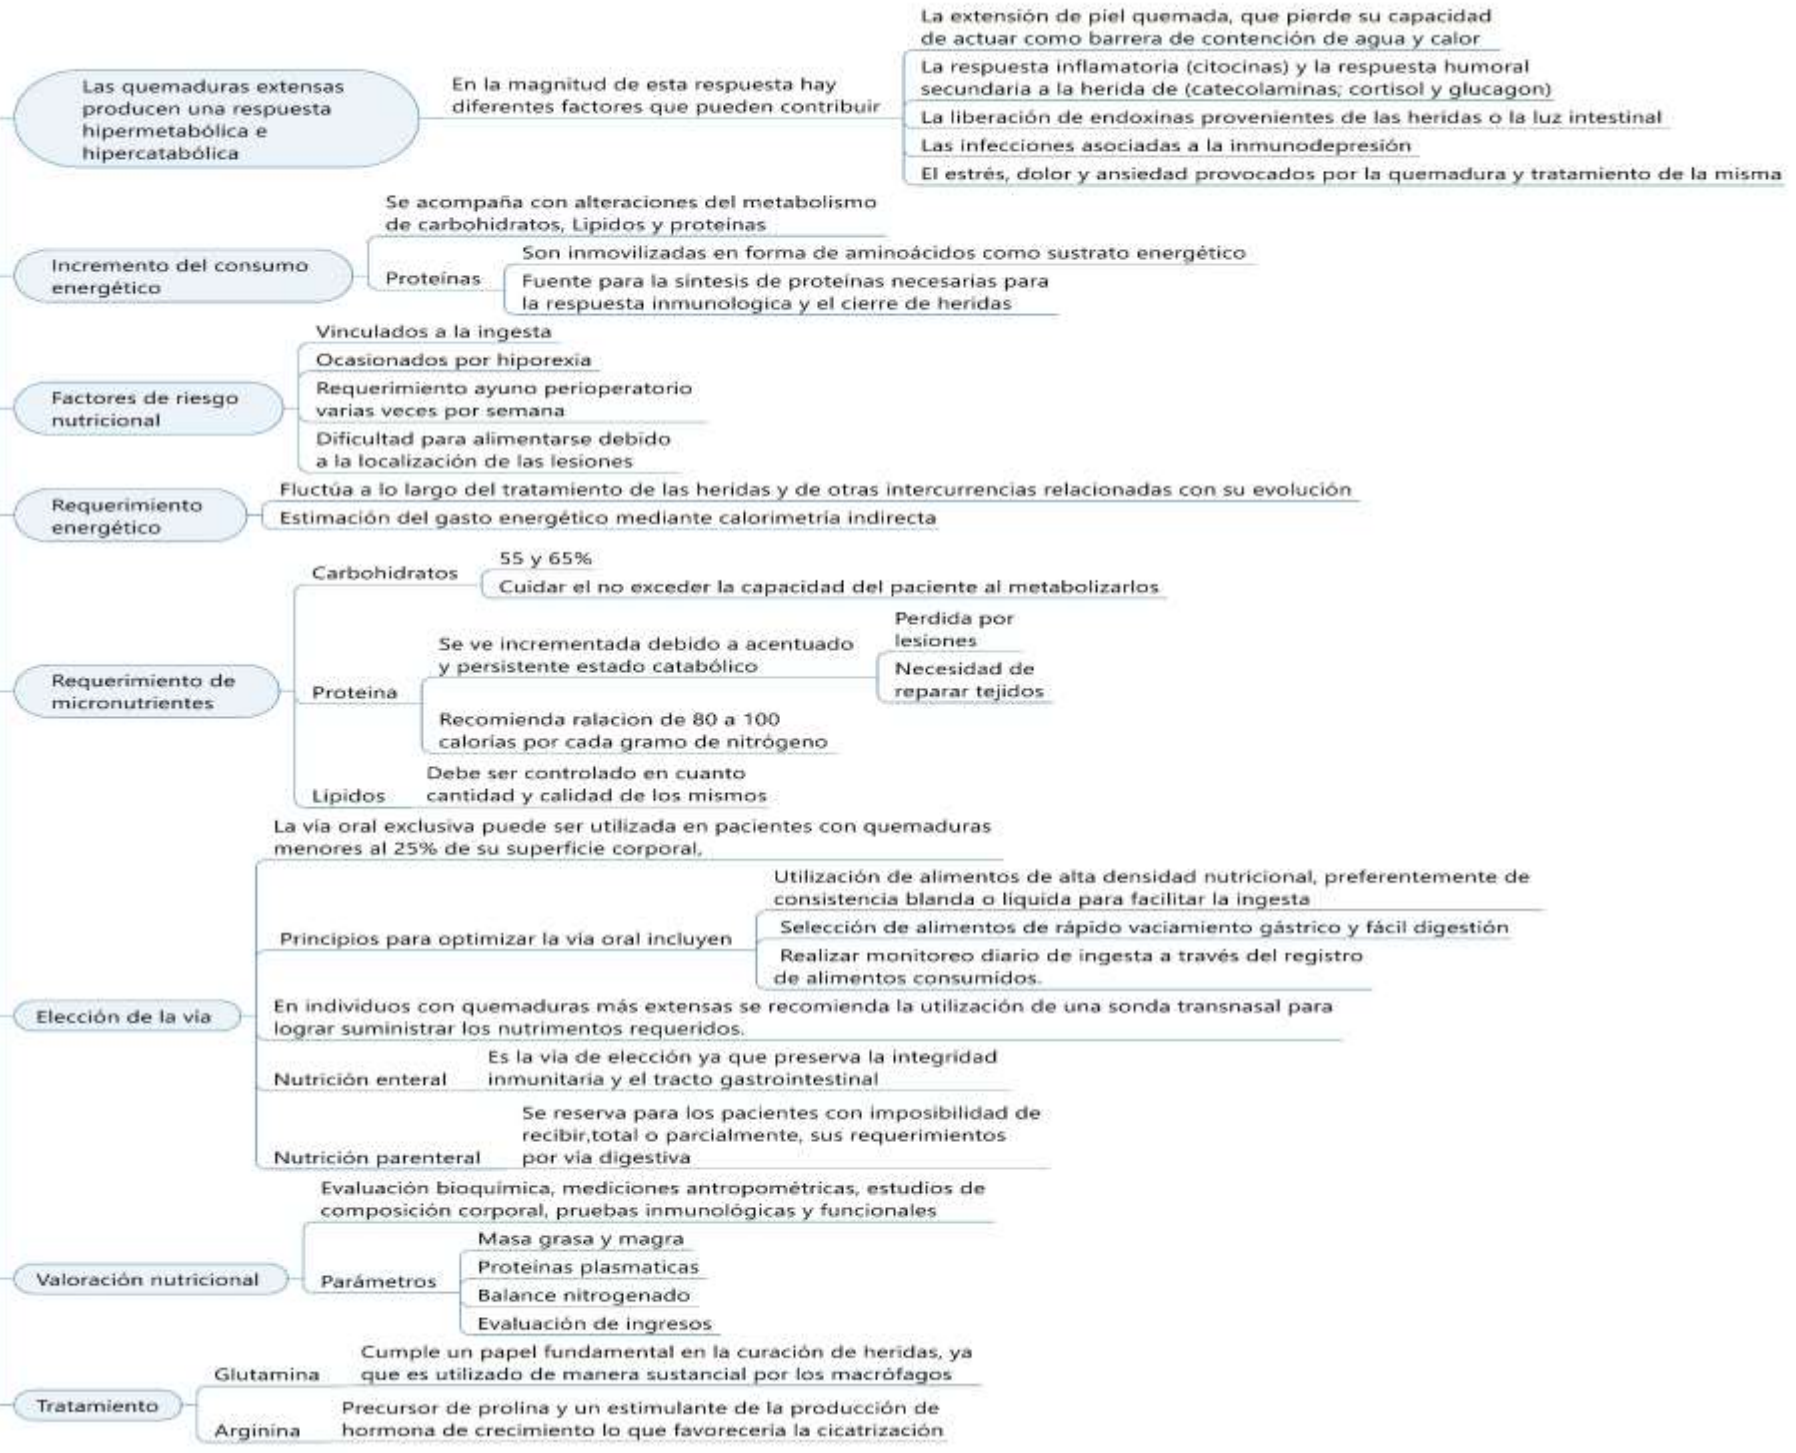 Las quemaduras extensas
producen una respuesta
hipermetabólica e
hipercatabólica
En la magnitud de esta respuesta hay
diferentes factores que pueden contribuir
La extensión de piel quemada, que pierde su capacidad
de actuar como barrera de contención de agua y calor
La respuesta inflamatoria (citocinas) y la respuesta humoral
secundaria a la herida de (catecolaminas; cortisol y glucagon)
La liberación de endoxinas provenientes de las heridas o la luz intestinal
Las infecciones asociadas a la inmunodepresión
El estrés, dolor y ansiedad provocados por la quemadura y tratamiento de la misma
Incremento del consumo
energético
Se acompaña con alteraciones del metabolismo
de carbohidratos, Lipidos y proteínas
Proteínas
Son inmovilizadas en forma de aminoácidos como sustrato energético
Fuente para la síntesis de proteínas necesarias para
la respuesta inmunologica y el cierre de heridas
Factores de riesgo
nutricional
Vinculados a la ingesta
Ocasionados por hiporexia
Requerimiento ayuno perioperatorio
varias veces por semana
Dificultad para alimentarse debido
a la localización de las lesiones
Requerimiento
energético
Fluctúa a lo largo del tratamiento de las heridas y de otras intercurrencias relacionadas con su evolución
Estimación del gasto energético mediante calorimetría indirecta
Requerimiento de
micronutrientes
Carbohidratos
55 y 65%
Cuidar el no exceder la capacidad del paciente al metabolizarlos
Proteina
Se ve incrementada debido a acentuado
y persistente estado catabólico
Perdida por
lesiones
Necesidad de
reparar tejidos
Recomienda ralacion de 80 a 100
calorías por cada gramo de nitrógeno
Lípidos
Debe ser controlado en cuanto
cantidad y calidad de los mismos
Elección de la vía
La vía oral exclusiva puede ser utilizada en pacientes con quemaduras
menores al 25% de su superficie corporal,
Principios para optimizar la vía oral incluyen
Utilización de alimentos de alta densidad nutricional, preferentemente de
consistencia blanda o líquida para facilitar la ingesta
Selección de alimentos de rápido vaciamiento gástrico y fácil digestión
Realizar monitoreo diario de ingesta a través del registro
de alimentos consumidos.
En individuos con quemaduras más extensas se recomienda la utilización de una sonda transnasal para
lograr suministrar los nutrimentos requeridos.
Nutrición enteral
Es la vía de elección ya que preserva la integridad
inmunitaria y el tracto gastrointestinal
Nutrición parenteral
Se reserva para los pacientes con imposibilidad de
recibir,total o parcialmente, sus requerimientos
por vía digestiva
Valoración nutricional
Evaluación bioquímica, mediciones antropométricas, estudios de
composición corporal, pruebas inmunológicas y funcionales
Parámetros
Masa grasa y magra
Proteínas plasmaticas
Balance nitrogenado
Evaluación de ingresos
Tratamiento
Glutamina
Cumple un papel fundamental en la curación de heridas, ya
que es utilizado de manera sustancial por los macrófagos
Arginina
Precursor de prolina y un estimulante de la producción de
hormona de crecimiento lo que favorecería la cicatrización